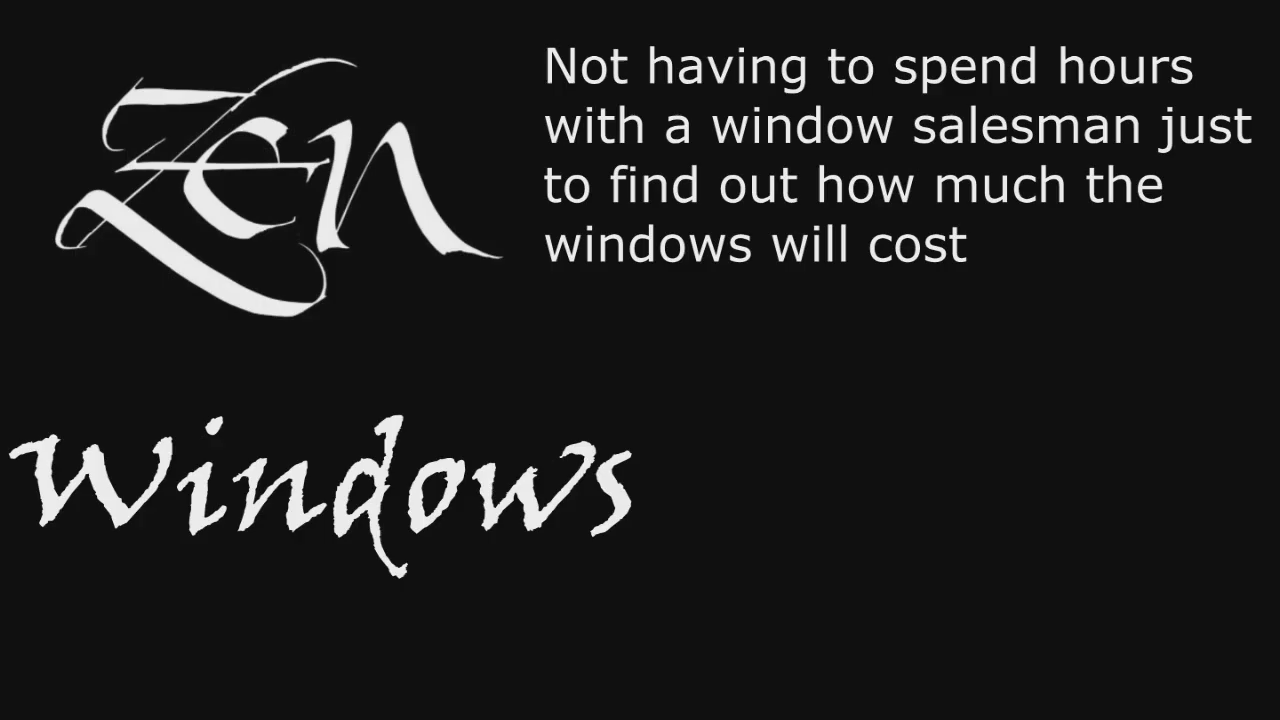 Zen
Not having to spend hours
with a window salesman just
to find out how much the
windows will cost
Windows